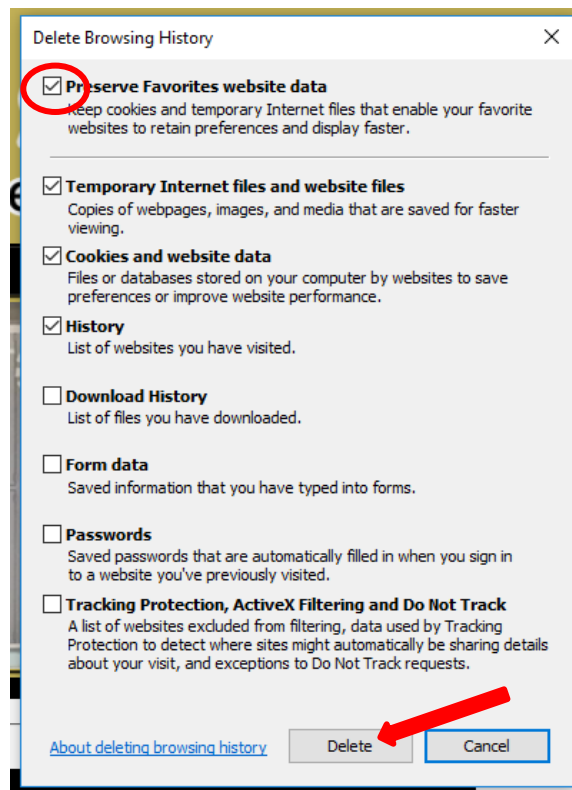 Delete Browsing History
Preserve Favorites website data
Keep cookies and temporary Internet files that enable your favorite
websites to retain preferences and display faster.
Temporary Internet files and website files
Copies of webpages, images, and media that are saved for faster
viewing.
Cookies and website data
Files or databases stored on your computer by websites to save
preferences or improve website performance.
History
List of websites you have visited.
Download History
List of files you have downloaded.
Form data
Saved information that you have typed into forms.
Passwords
Saved passwords that are automatically filled in when you sign in
to a website you've previously visited.
Tracking Protection, ActiveX Filtering and Do Not Track
A list of websites excluded from filtering, data used by Tracking
Protection to detect where sites might automatically be sharing details
about your visit, and exceptions to Do Not Track requests.
About deleting browsing history Delete Cancel